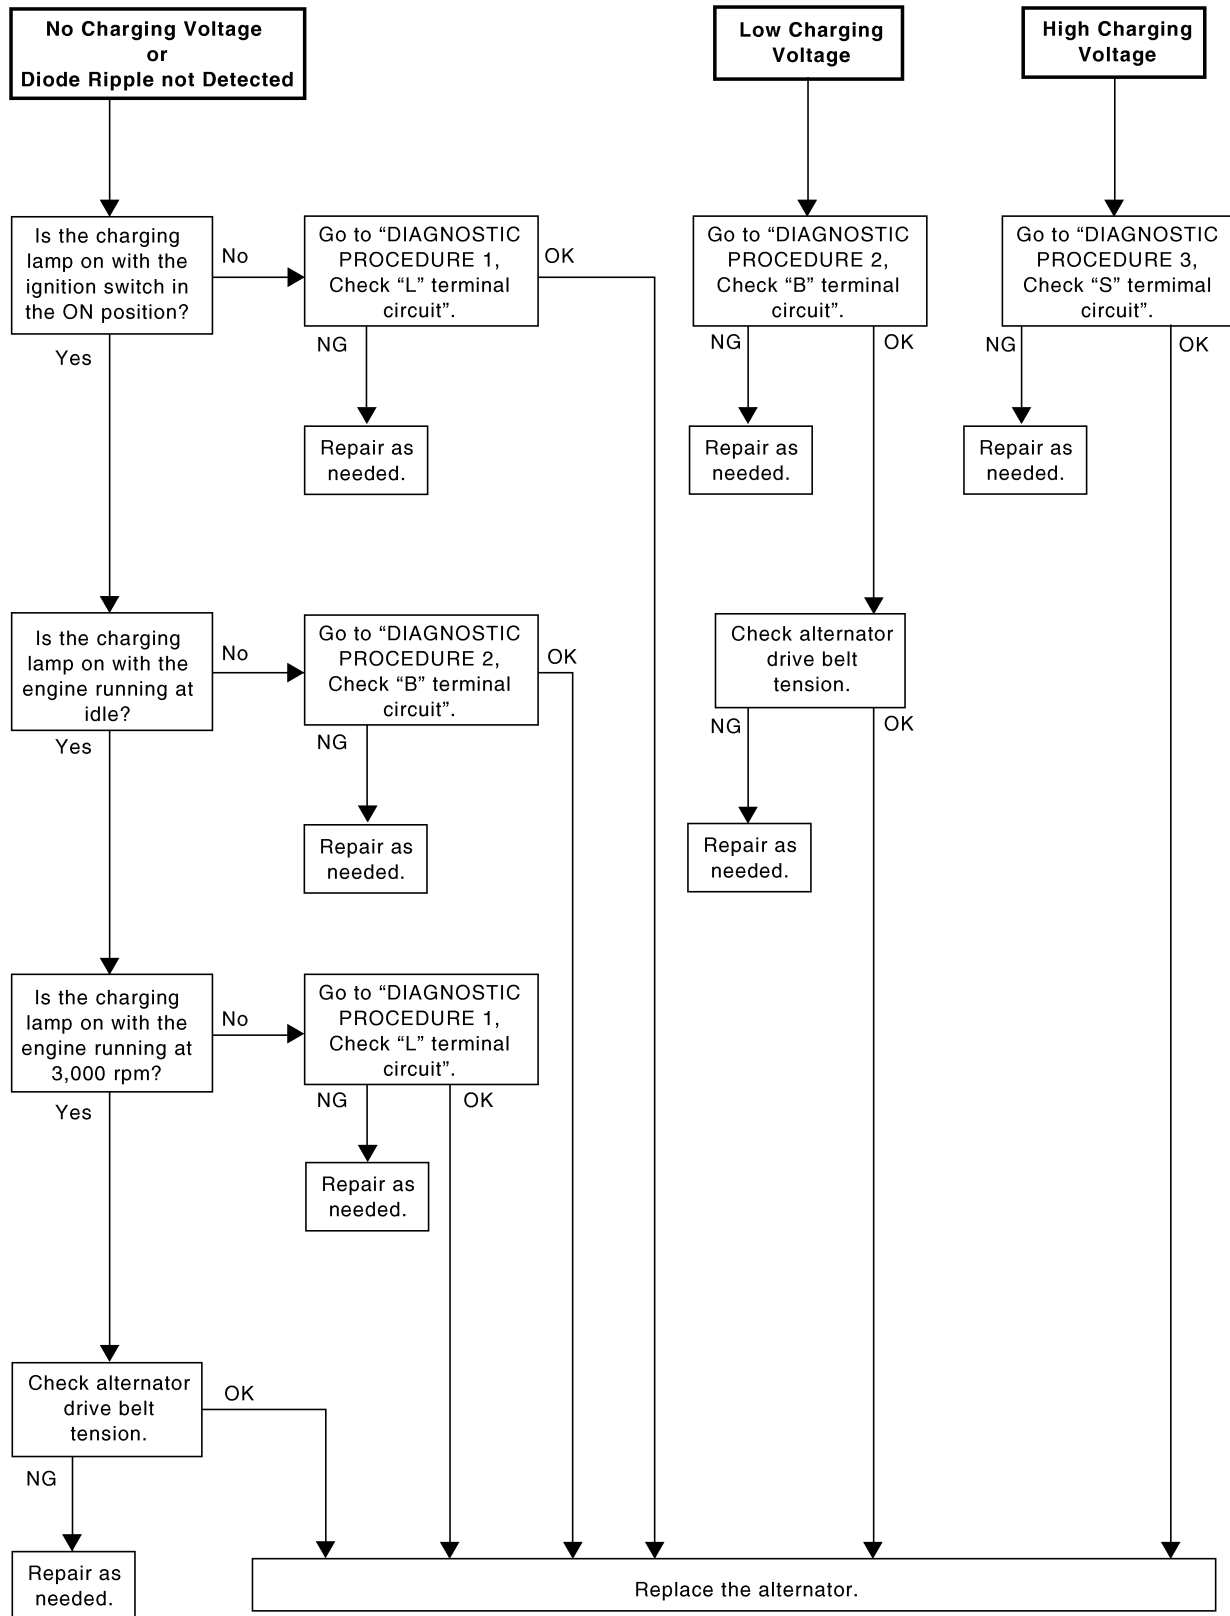 No Charging Voltage
or
Diode Ripple not Detected
Low Charging
Voltage
High Charging
Voltage
Is the charging
lamp on with the
ignition switch in
the ON position?
No
Go to “DIAGNOSTIC
PROCEDURE 1,
Check “L” terminal
circuit”.
OK
Go to “DIAGNOSTIC
PROCEDURE 2,
Check “B” terminal
circuit”.
Go to “DIAGNOSTIC
PROCEDURE 3,
Check “S” termimal
circuit”.
Yes
NG
NG
OK
NG
OK
Repair as
needed.
Repair as
needed.
Repair as
needed.
Is the charging
lamp on with the
engine running at
idle?
No
Go to “DIAGNOSTIC
PROCEDURE 2,
Check “B” terminal
circuit”.
OK
Check alternator
drive belt
tension.
Yes
NG
NG
OK
Repair as
needed.
Repair as
needed.
Is the charging
lamp on with the
engine running at
3,000 rpm?
No
Go to “DIAGNOSTIC
PROCEDURE 1,
Check “L” terminal
circuit”.
Yes
NG
OK
Repair as
needed.
Check alternator
drive belt
tension.
OK
NG
Repair as
needed.
Replace the alternator.